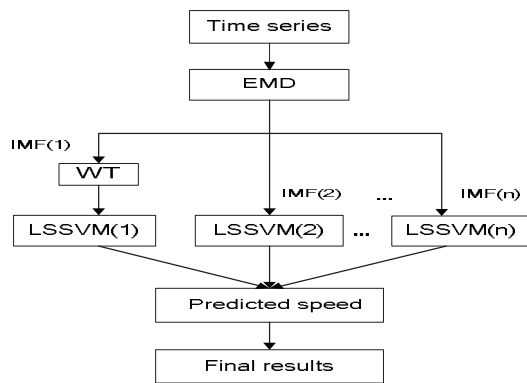 Time series
EMD
IMF(1)
WT
IMF(2) ... IMF(n)
LSSVM(1) LSSVM(2) ... LSSVM(n)
Predicted speed
Final results